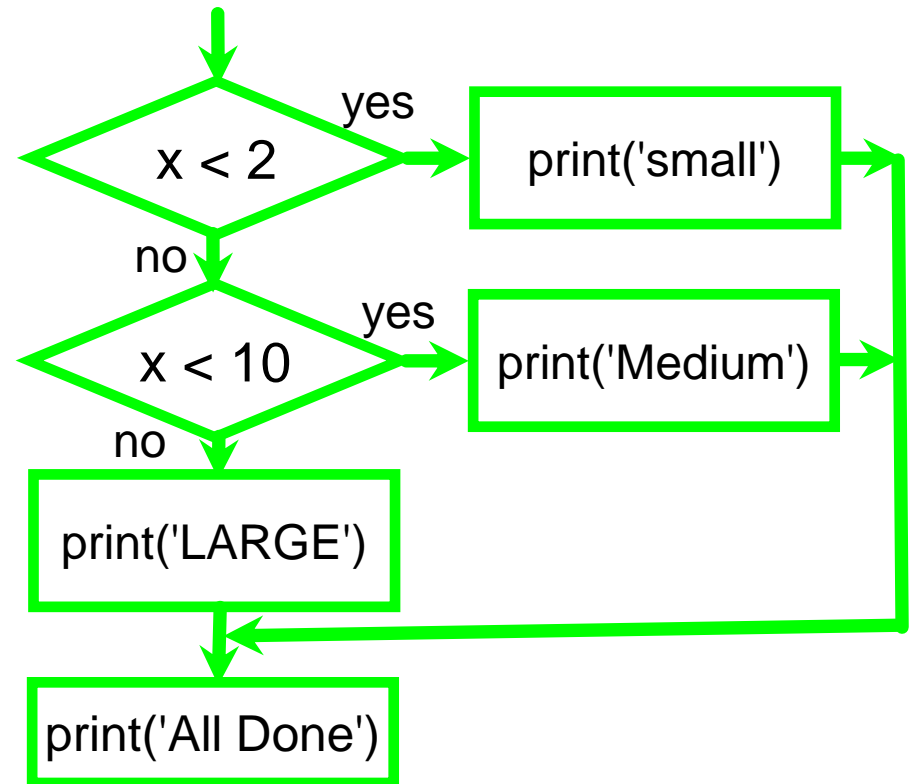 yes
x < 2
print('small')
no
yes
x < 10
print('Medium')
no
print('LARGE')
print('All Done')